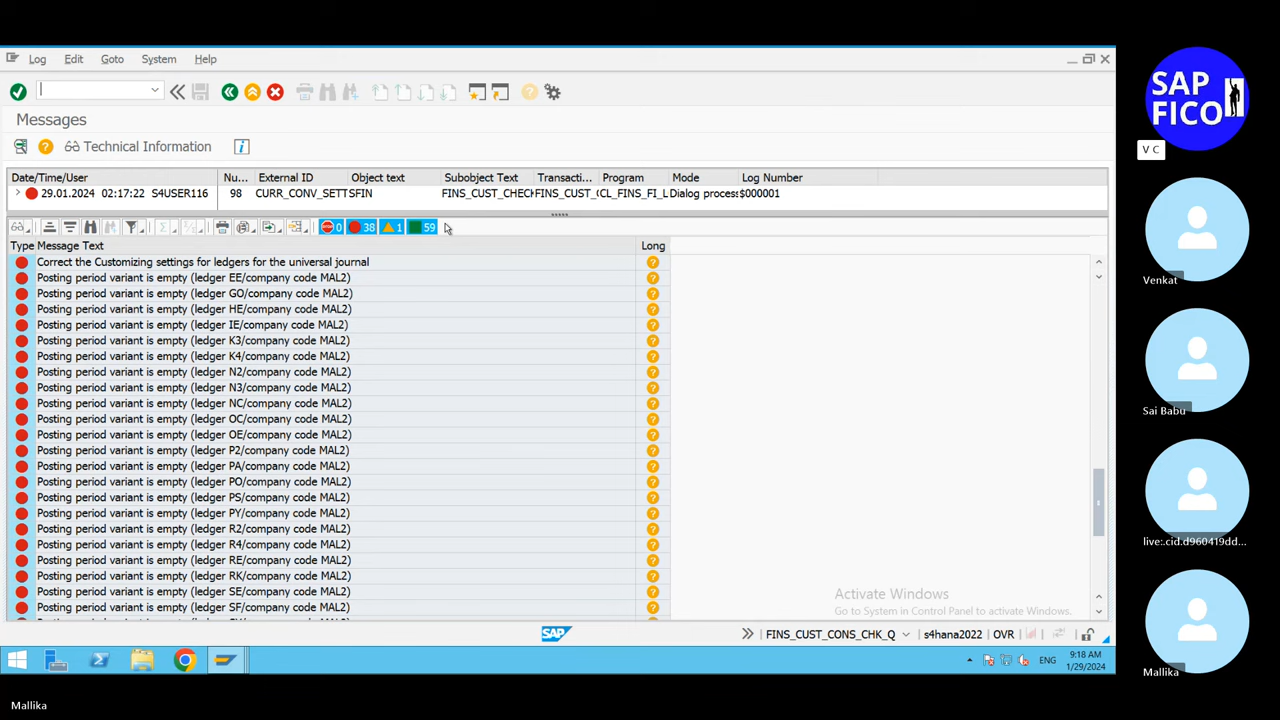 Log Edit Goto System Help
Messages
Technical Information
Date/Time/User Nu... External ID Object text Subobject Text Transacti... Program Mode Log Number
29.01.2024 02:17:22 S4USER116 98 CURR_CONV_SETTSFIN FINS_CUST_CHECKFINS_CUST_(CL_FINS_FI_LDialog process$000001
STOP 0 38 1 59
Type Message Text Long
Correct the Customizing settings for ledgers for the universal journal
Posting period variant is empty (ledger EE/company code MAL2)
Posting period variant is empty (ledger GO/company code MAL2)
Posting period variant is empty (ledger HE/company code MAL2)
Posting period variant is empty (ledger IE/company code MAL2)
Posting period variant is empty (ledger K3/company code MAL2)
Posting period variant is empty (ledger K4/company code MAL2)
Posting period variant is empty (ledger N2/company code MAL2)
Posting period variant is empty (ledger N3/company code MAL2)
Posting period variant is empty (ledger NC/company code MAL2)
Posting period variant is empty (ledger OC/company code MAL2)
Posting period variant is empty (ledger OE/company code MAL2)
Posting period variant is empty (ledger P2/company code MAL2)
Posting period variant is empty (ledger PA/company code MAL2)
Posting period variant is empty (ledger PO/company code MAL2)
Posting period variant is empty (ledger PS/company code MAL2)
Posting period variant is empty (ledger PY/company code MAL2)
Posting period variant is empty (ledger R2/company code MAL2)
Posting period variant is empty (ledger R4/company code MAL2)
Posting period variant is empty (ledger RE/company code MAL2)
Posting period variant is empty (ledger RK/company code MAL2)
Posting period variant is empty (ledger SE/company code MAL2)
Posting period variant is empty (ledger SF/company code MAL2)
Activate Windows
Go to System in Control Panel to activate Windows.
SAP FINS_CUST_CONS_CHK_Q s4hana2022 OVR
ENG 9:18 AM
1/29/2024
SAP
FICO
V C
Venkat
Sai Babu
live:.cid.d960419dd...
Mallika
Mallika